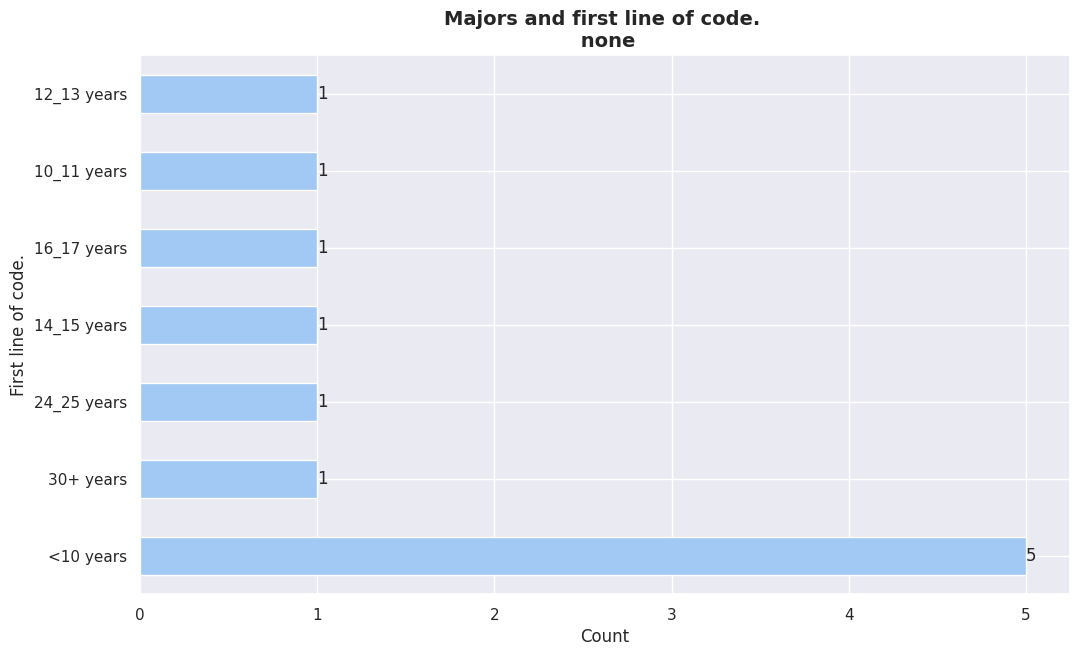 Majors and first line of code.
none
First line of code.
12_13 years
1
10_11 years
1
16_17 years
1
14_15 years
1
24_25 years
1
30+ years
1
<10 years
5
0 1 2 3 4 5
Count